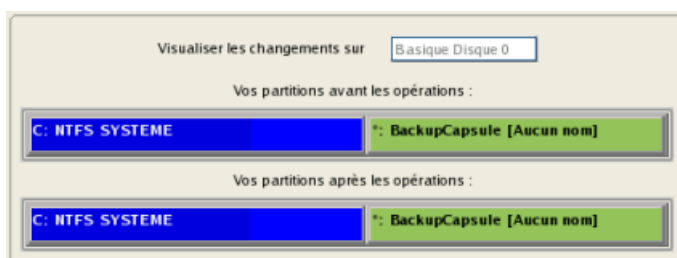 Visualiser les changements sur Basique Disque 0
Vos partitions avant les opérations :
C: NTFS SYSTEME *: BackupCapsule [Aucun nom]
Vos partitions après les opérations :
C: NTFS SYSTEME *: BackupCapsule [Aucun nom]